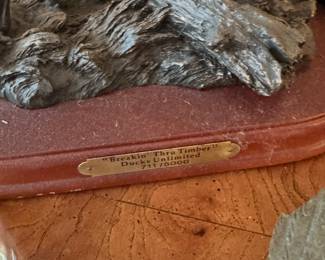 "Breakin' Thru Timber"
Ducks Unlimited
711/5000